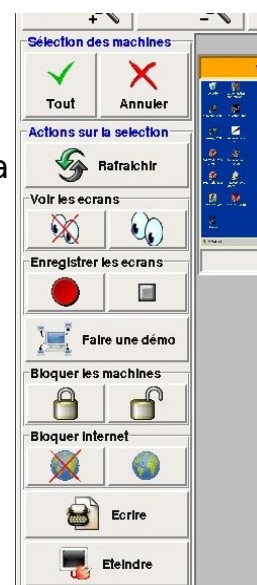 Sélection des machines
Tout Annuler
Actions sur la selection
a
Rafraichir
Voir les ecrans
Enregistrer les ecrans
Faire une démo
Bloquer les machines
Bloquer Internet
Ecrire
Eteindre